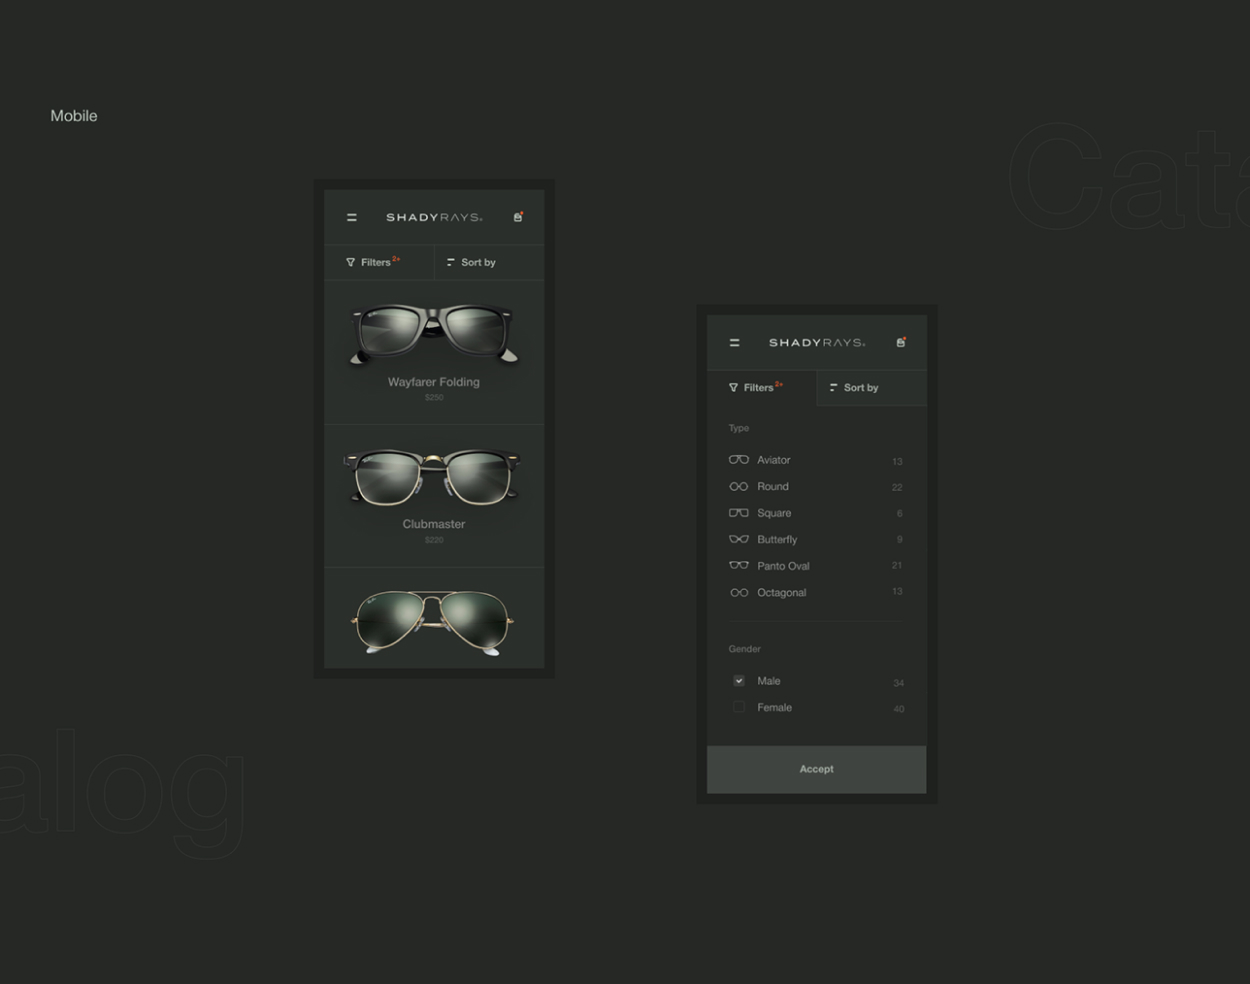 Mobile
Cata
SHADYRAYS
Filters 2+
Sort by
Wayfarer Folding
$250
Clubmaster
$220
SHADYRAYS
Filters 2+
Sort by
Type
Aviator 13
Round 22
Square 6
Butterfly 9
Panto Oval 21
Octagonal 13
Gender
Male 34
Female 40
Accept
alog